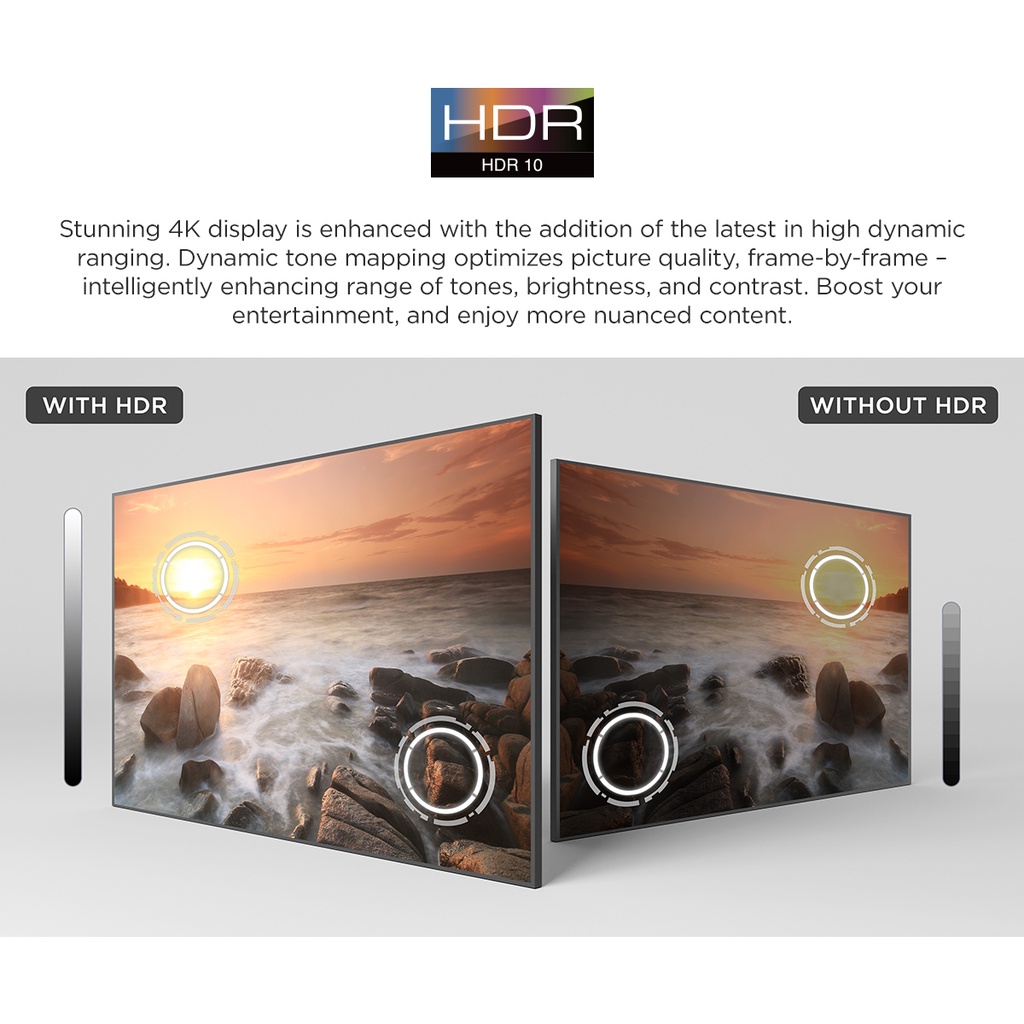 HDR
HDR 10
Stunning 4K display is enhanced with the addition of the latest in high dynamic
ranging. Dynamic tone mapping optimizes picture quality, frame-by-frame –
intelligently enhancing range of tones, brightness, and contrast. Boost your
entertainment, and enjoy more nuanced content.
WITH HDR
WITHOUT HDR